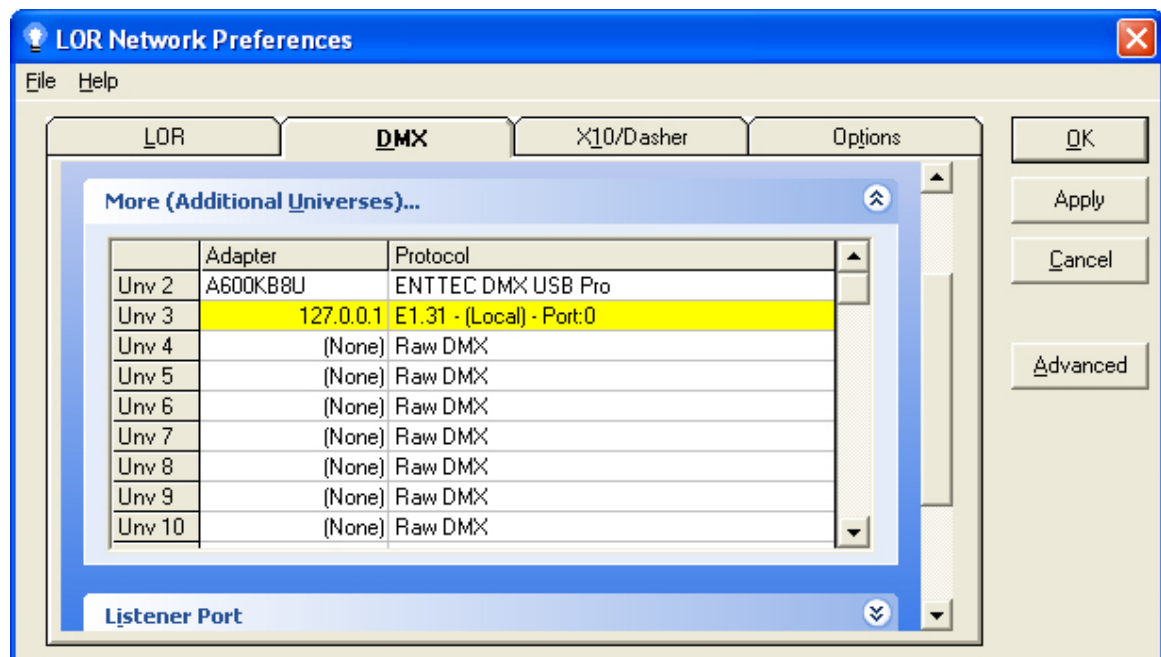 LOR Network Preferences
File Help
LOR DMX X10/Dasher Options
OK
More (Additional Universes)...
Apply
Adapter Protocol
Cancel
Unv 2 A600KB8U ENTTEC DMX USB Pro
Unv 3 127.0.0.1 E1.31 - (Local) - Port:0
Unv 4 (None) Raw DMX
Advanced
Unv 5 (None) Raw DMX
Unv 6 (None) Raw DMX
Unv 7 (None) Raw DMX
Unv 8 (None) Raw DMX
Unv 9 (None) Raw DMX
Unv 10 (None) Raw DMX
Listener Port